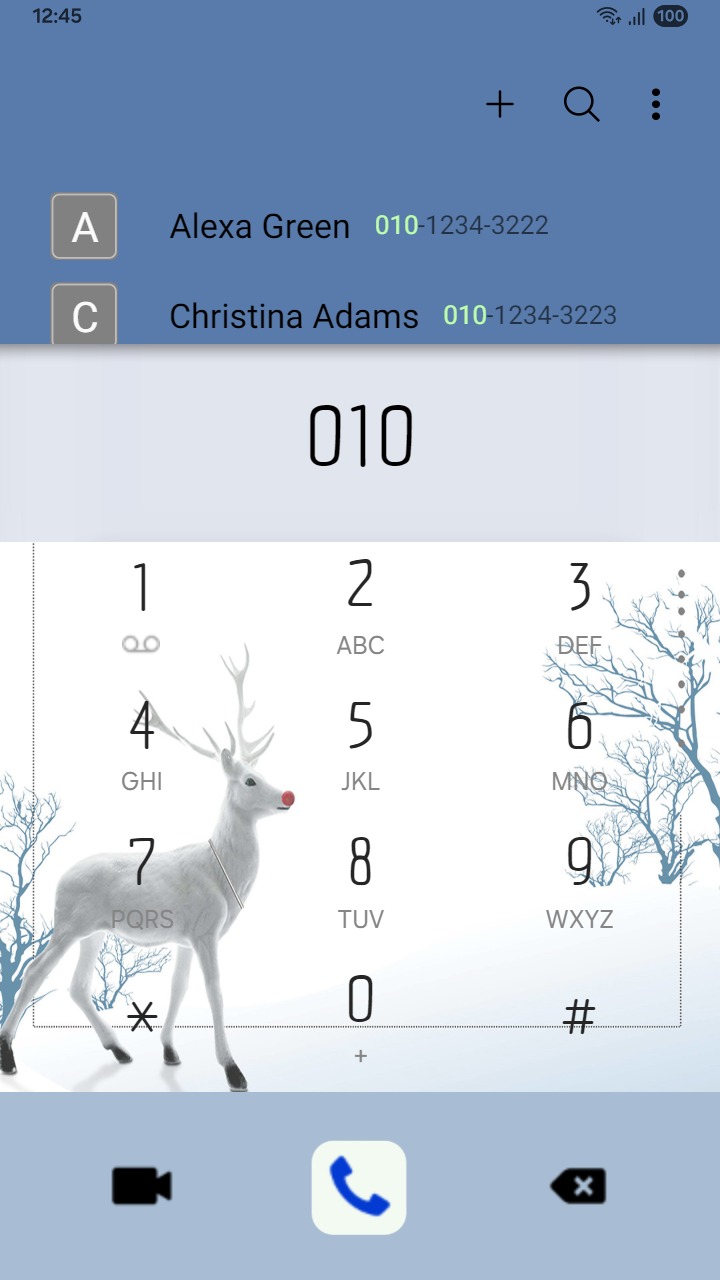 12:45 100
A Alexa Green 010-1234-3222
C Christina Adams 010-1234-3223
010
1 2 3
ABC DEF
4 5 6
GHI JKL MNO
7 8 9
PQRS TUV WXYZ
* 0 #
+